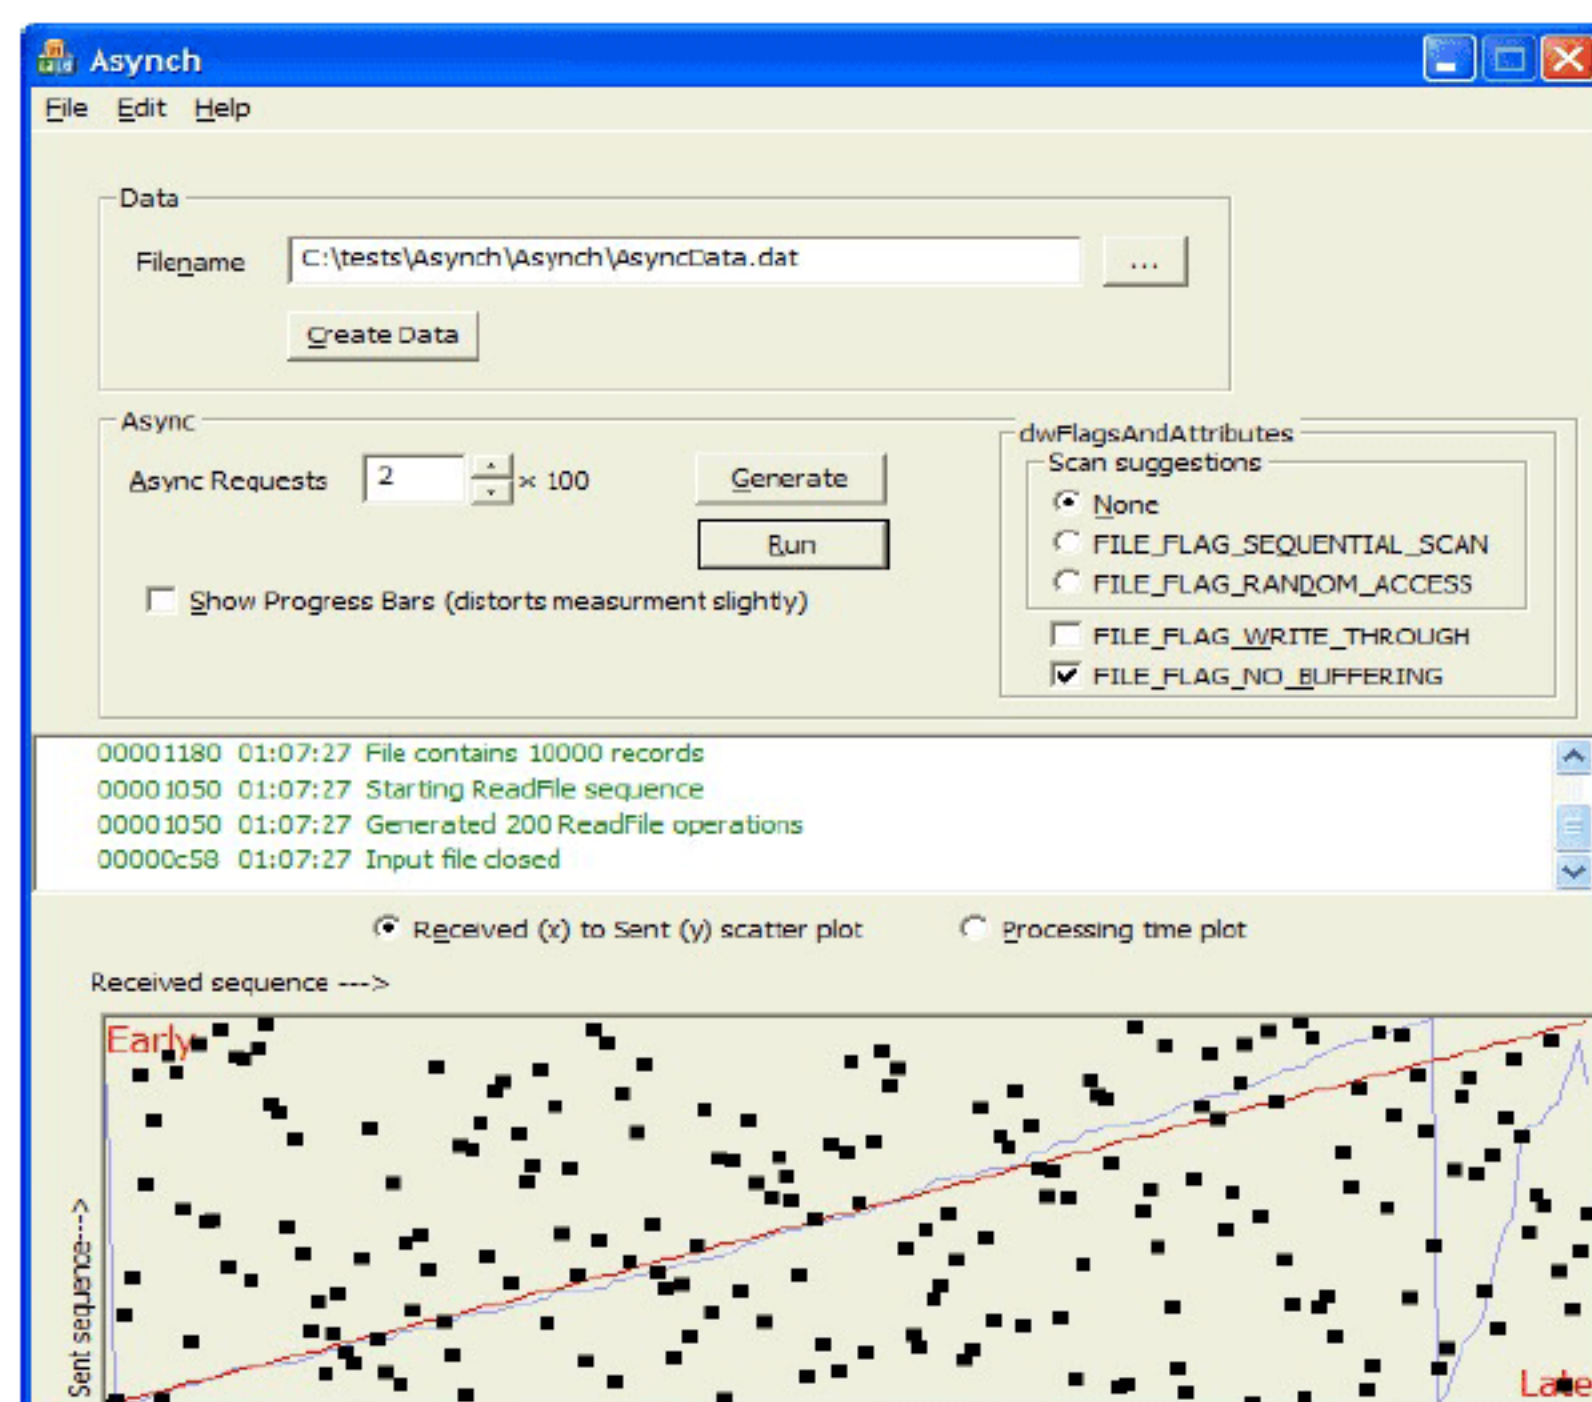 Asynch
File Edit Help
Data
Filename C:\tests\Asynch\Asynch\AsyncData.dat ...
Create Data
Async
dwFlagsAndAttributes
Scan suggestions
Async Requests 2 × 100 Generate
None
Run
FILE_FLAG_SEQUENTIAL_SCAN
FILE_FLAG_RANDOM_ACCESS
Show Progress Bars (distorts measurment slightly)
FILE_FLAG_WRITE_THROUGH
FILE_FLAG_NO_BUFFERING
00001180 01:07:27 File contains 10000 records
00001050 01:07:27 Starting ReadFile sequence
00001050 01:07:27 Generated 200 ReadFile operations
00000c58 01:07:27 Input file closed
Received (x) to Sent (y) scatter plot Processing time plot
Received sequence --->
Early
Sent sequence--->
Late